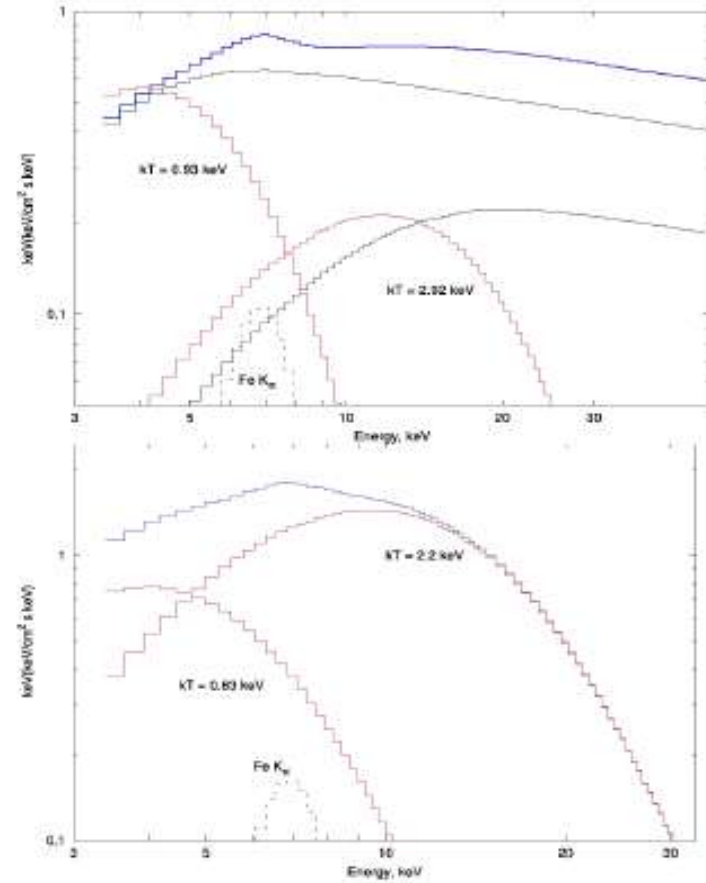 1
keV(keV/cm² s keV)
kT = 0.93 keV
kT = 2.92 keV
0.1
Fe Kα
3 5 10 20 30
Energy, keV
1
keV(keV/cm² s keV)
kT = 2.2 keV
kT = 0.83 keV
Fe Kα
0.1
3 5 10 20 30
Energy, keV